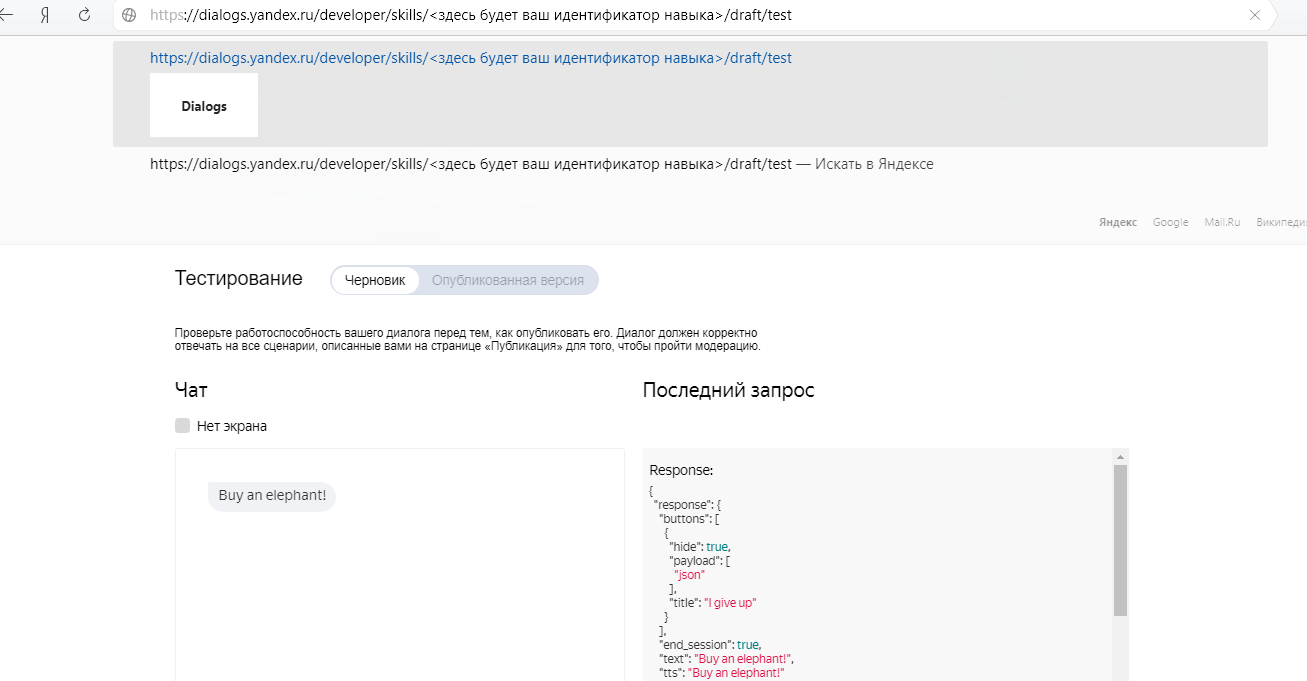 Я https://dialogs.yandex.ru/developer/skills/<здесь будет ваш идентификатор навыка>/draft/test
https://dialogs.yandex.ru/developer/skills/<здесь будет ваш идентификатор навыка>/draft/test
Dialogs
https://dialogs.yandex.ru/developer/skills/<здесь будет ваш идентификатор навыка>/draft/test — Искать в Яндексе
Яндекс Google Mail.Ru Википеди
Тестирование Черновик Опубликованная версия
Проверьте работоспособность вашего диалога перед тем, как опубликовать его. Диалог должен корректно
отвечать на все сценарии, описанные вами на странице «Публикация» для того, чтобы пройти модерацию.
Чат
Нет экрана
Buy an elephant!
Последний запрос
Response:
{
"response": {
"buttons": [
{
"hide": true,
"payload": [
"json"
],
"title": "I give up"
}
],
"end_session": true,
"text": "Buy an elephant!",
"tts": "Buy an elephant!"